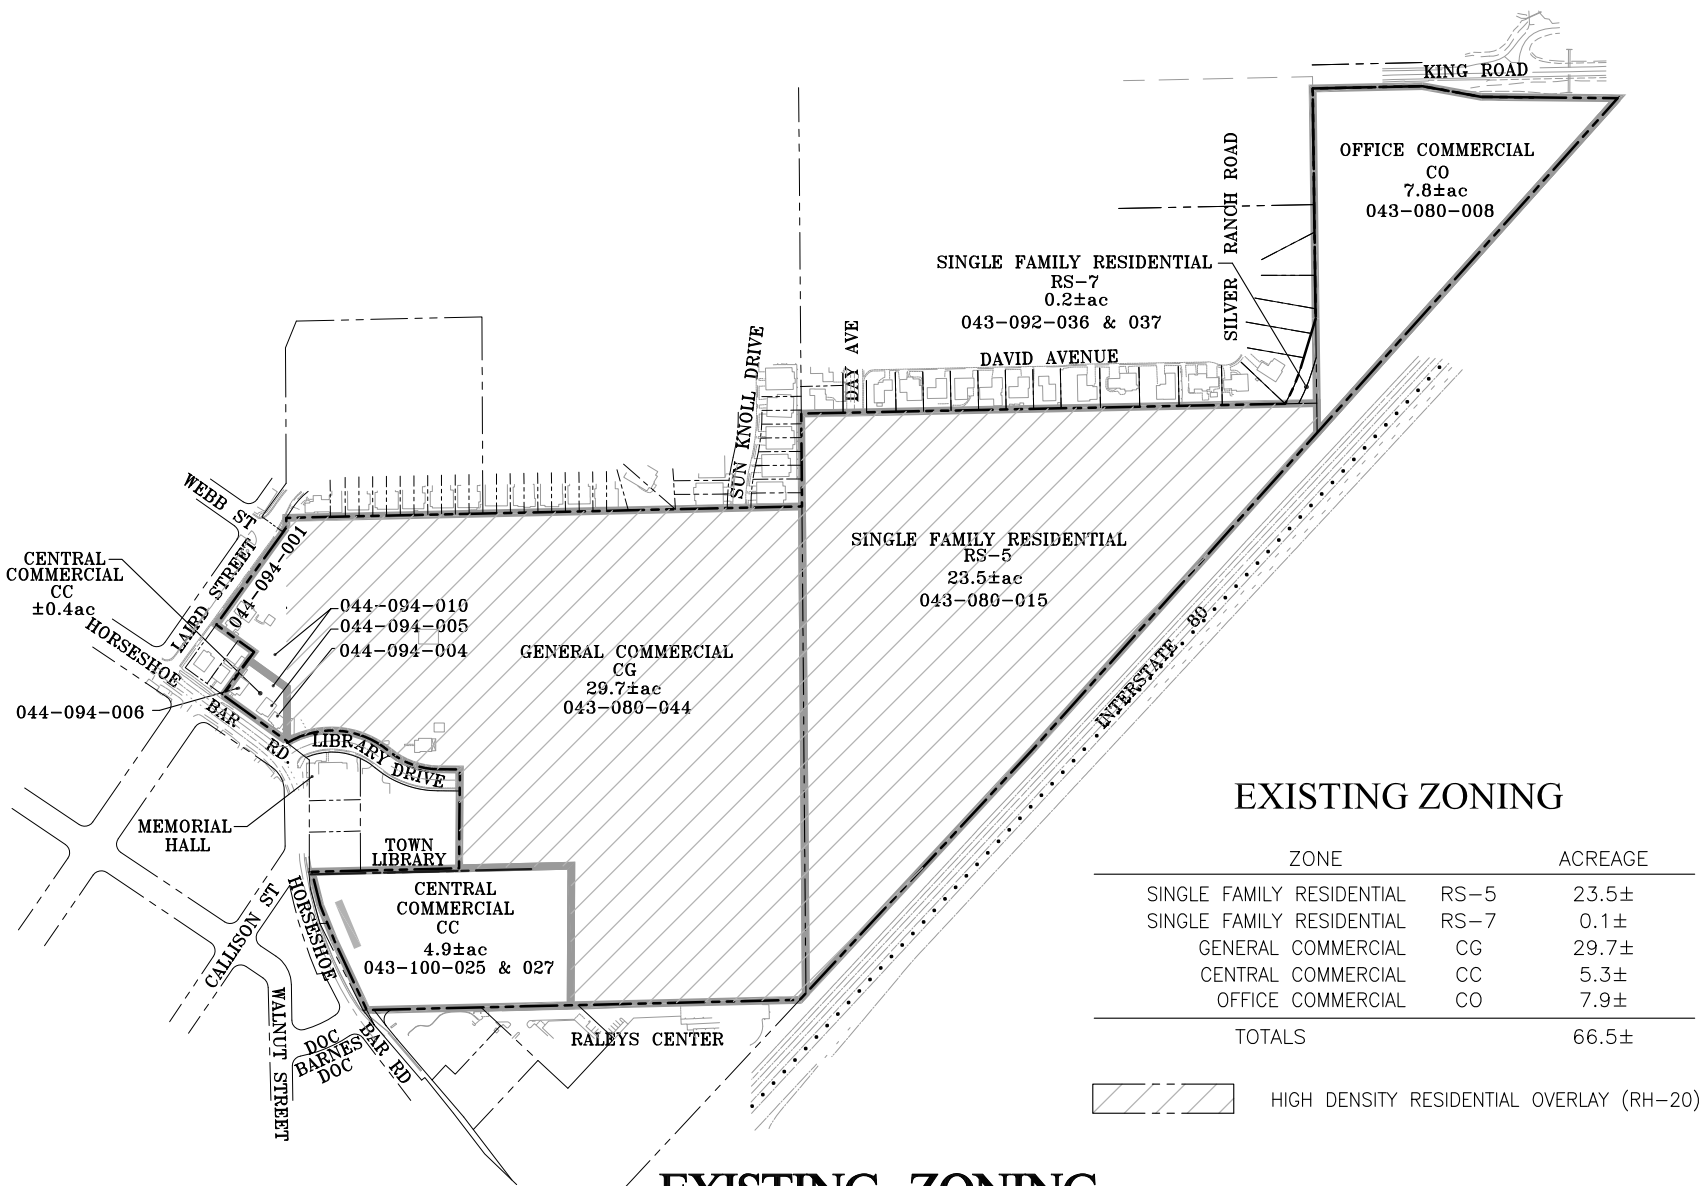 KING ROAD
OFFICE COMMERCIAL
CO
7.8±ac
043-080-008
SILVER RANCH ROAD
SINGLE FAMILY RESIDENTIAL
RS-7
0.2±ac
043-092-036 & 037
DAVID AVENUE
DAY AVE
SUN KNOLL DRIVE
WEBB ST
LAIRD STREET
044-094-001
CENTRAL
COMMERCIAL
CC
±0.4ac
HORSESHOE
BAR
RD.
044-094-010
044-094-005
044-094-004
044-094-006
GENERAL COMMERCIAL
CG
29.7±ac
043-080-044
SINGLE FAMILY RESIDENTIAL
RS-5
23.5±ac
043-080-015
INTERSTATE 80
LIBRARY DRIVE
MEMORIAL
HALL
TOWN
LIBRARY
CENTRAL
COMMERCIAL
CC
4.9±ac
043-100-025 & 027
HORSESHOE
BAR RD
CALLISON ST
WALNUT STREET
DOC
BARNES
DOC
RALEYS CENTER
EXISTING ZONING
ZONE ACREAGE
SINGLE FAMILY RESIDENTIAL RS-5 23.5±
SINGLE FAMILY RESIDENTIAL RS-7 0.1±
GENERAL COMMERCIAL CG 29.7±
CENTRAL COMMERCIAL CC 5.3±
OFFICE COMMERCIAL CO 7.9±
TOTALS 66.5±
HIGH DENSITY RESIDENTIAL OVERLAY (RH-20)
EXISTING ZONING